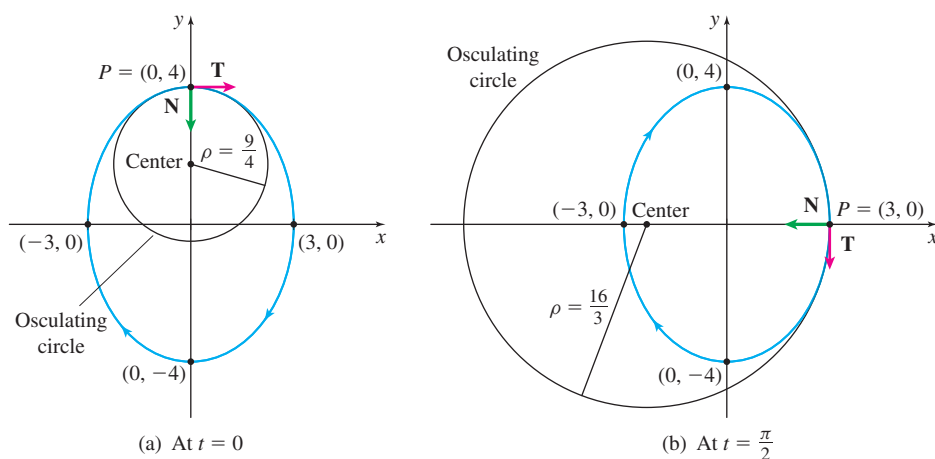 y
P = (0, 4)
T
N
Center
ρ = 9/4
(−3, 0)
(3, 0)
x
Osculating
circle
(0, −4)
(a) At t = 0
y
Osculating
circle
(0, 4)
(−3, 0)
Center
N
P = (3, 0)
x
T
ρ = 16/3
(0, −4)
(b) At t = π/2